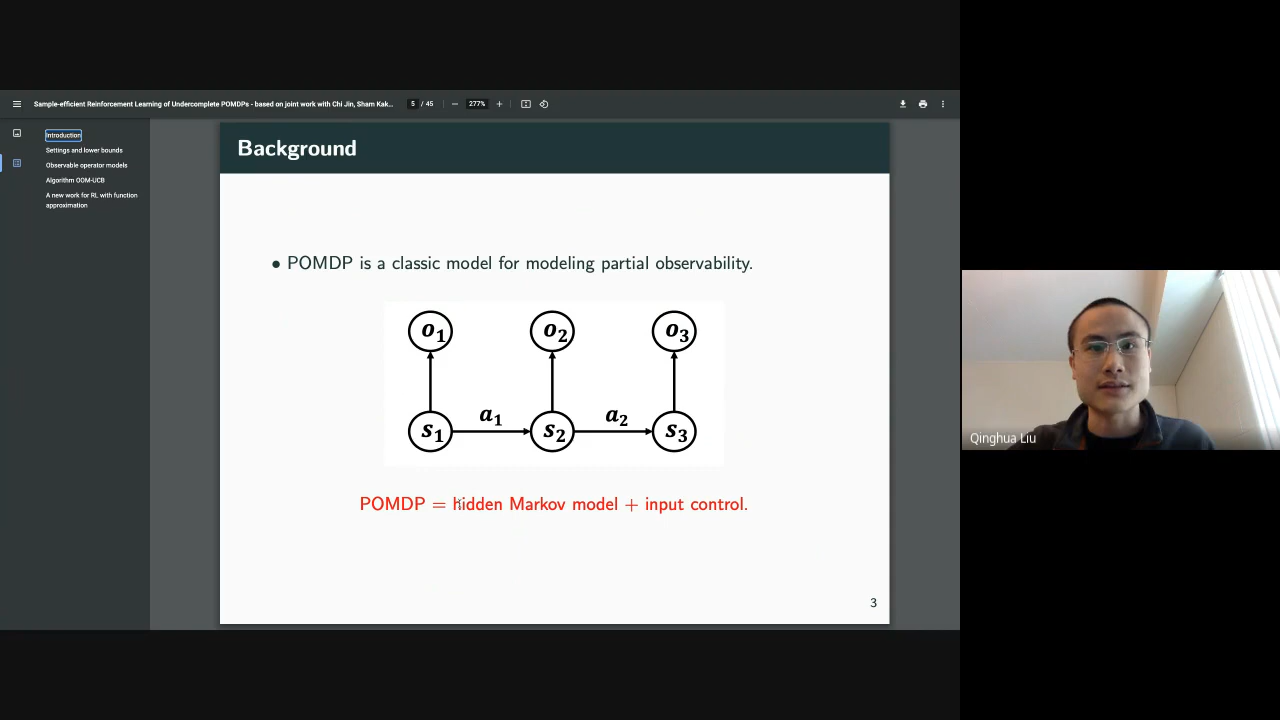 Sample-efficient Reinforcement Learning of Undercomplete POMDPs - based on joint work with Chi Jin, Sham Kak...
5 / 45
277%
Introduction
Settings and lower bounds
Observable operator models
Algorithm OOM-UCB
A new work for RL with function
approximation
Background
• POMDP is a classic model for modeling partial observability.
o1 o2 o3
a1 a2
s1 s2 s3
POMDP = hidden Markov model + input control.
3
Qinghua Liu